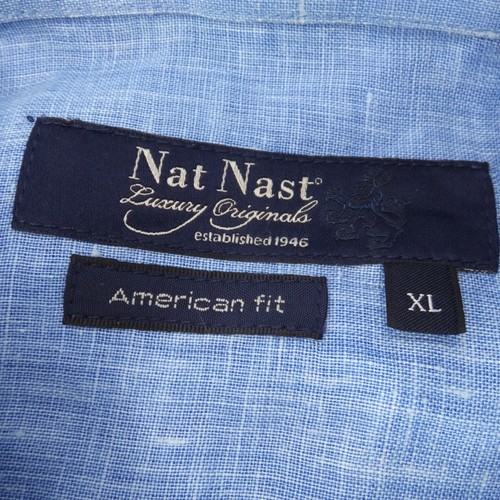 Nat Nast®
Luxury Originals
established 1946
American fit
XL